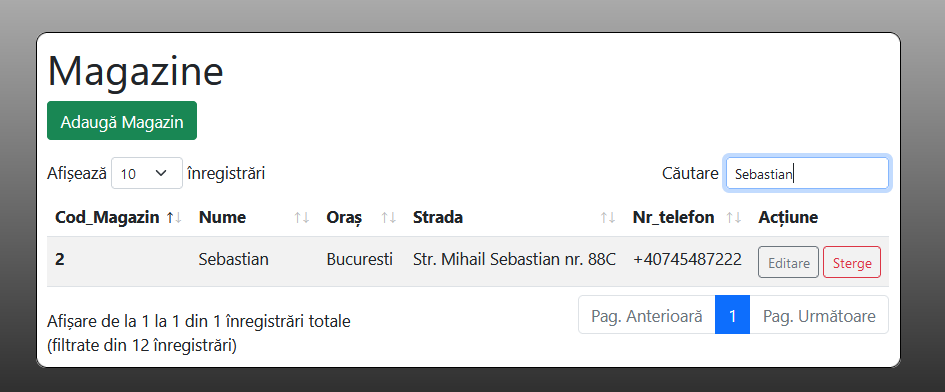 Magazine
Adaugă Magazin
Afișează 10 înregistrări Căutare Sebastian
Cod_Magazin Nume Oraș Strada Nr_telefon Acțiune
2 Sebastian Bucuresti Str. Mihail Sebastian nr. 88C +40745487222 Editare Sterge
Afișare de la 1 la 1 din 1 înregistrări totale
(filtrate din 12 înregistrări)
Pag. Anterioară 1 Pag. Următoare